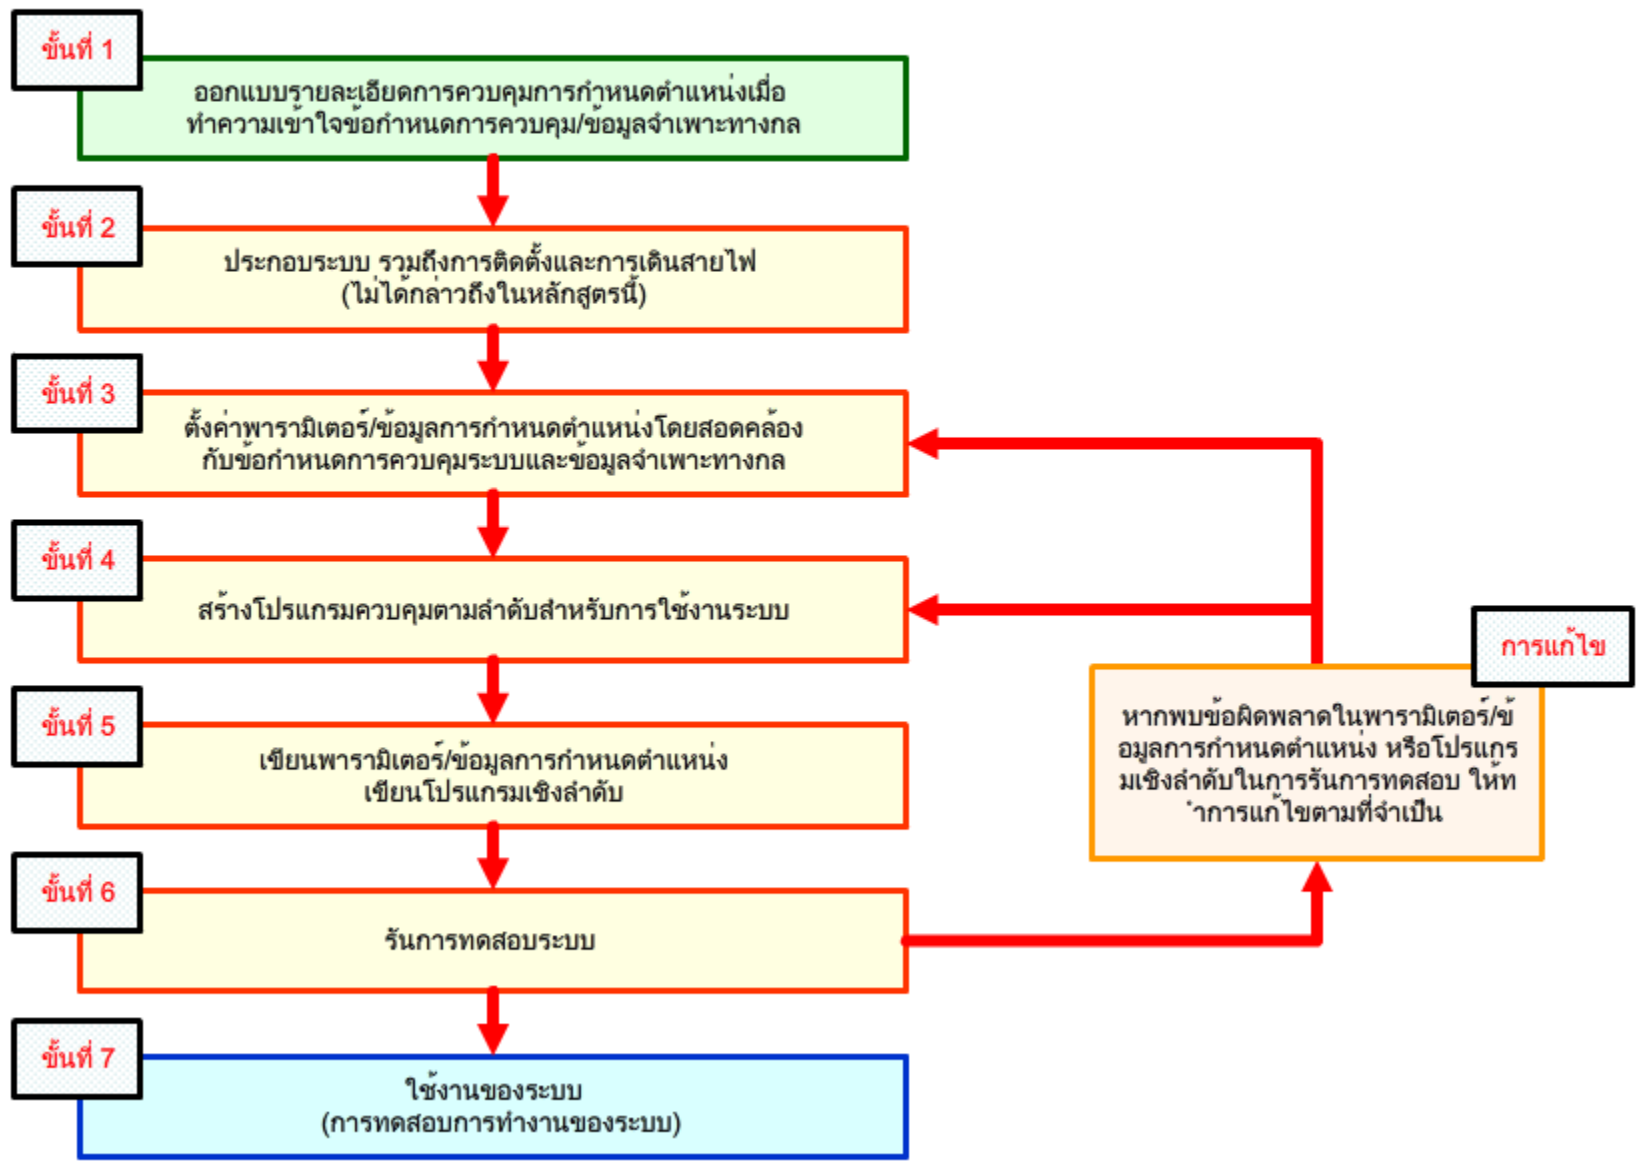 ขั้นที่ 1
ออกแบบรายละเอียดการควบคุมการกำหนดตำแหน่งเมื่อ
ทำความเข้าใจข้อกำหนดการควบคุม/ข้อมูลจำเพาะทางกล
ขั้นที่ 2
ประกอบระบบ รวมถึงการติดตั้งและการเดินสายไฟ
(ไม่ได้กล่าวถึงในหลักสูตรนี้)
ขั้นที่ 3
ตั้งค่าพารามิเตอร์/ข้อมูลการกำหนดตำแหน่งโดยสอดคล้อง
กับข้อกำหนดการควบคุมระบบและข้อมูลจำเพาะทางกล
ขั้นที่ 4
สร้างโปรแกรมควบคุมตามลำดับสำหรับการใช้งานระบบ
การแก้ไข
หากพบข้อผิดพลาดในพารามิเตอร์/ข้
อมูลการกำหนดตำแหน่ง หรือโปรแกร
มเชิงลำดับในการรันการทดสอบ ให้ท
ำการแก้ไขตามที่จำเป็น
ขั้นที่ 5
เขียนพารามิเตอร์/ข้อมูลการกำหนดตำแหน่ง
เขียนโปรแกรมเชิงลำดับ
ขั้นที่ 6
รันการทดสอบระบบ
ขั้นที่ 7
ใช้งานของระบบ
(การทดสอบการทำงานของระบบ)